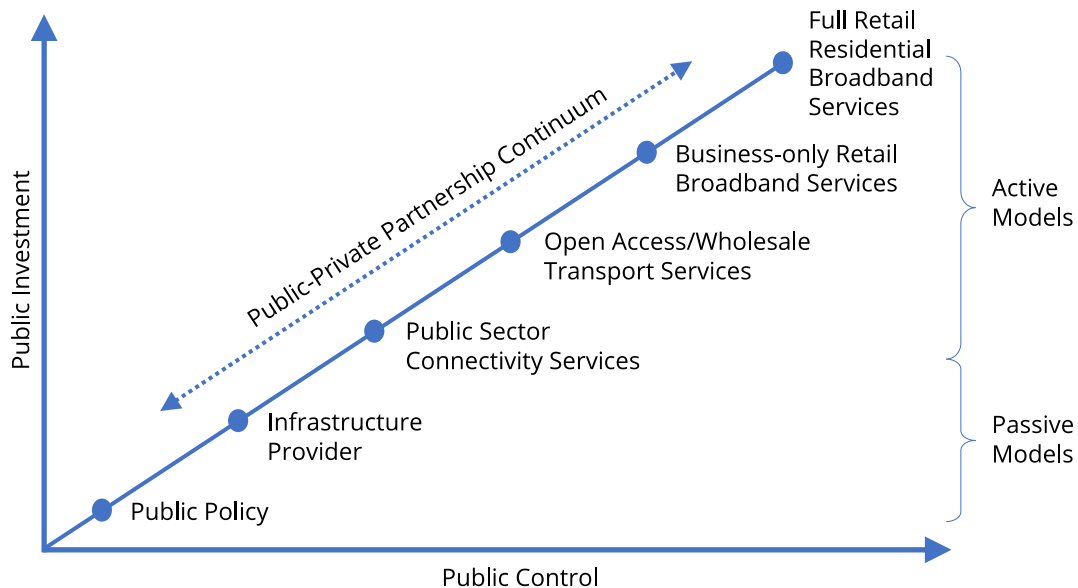 Full Retail
Residential
Broadband
Services
Public-Private Partnership Continuum
Business-only Retail
Broadband Services
Active
Models
Open Access/Wholesale
Transport Services
Public Investment
Public Sector
Connectivity Services
Infrastructure
Provider
Passive
Models
Public Policy
Public Control